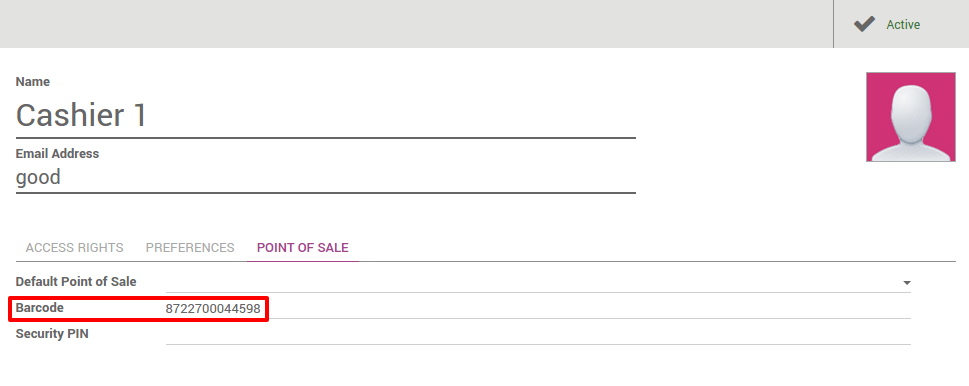 Active
Name
Cashier 1
Email Address
good
ACCESS RIGHTS PREFERENCES POINT OF SALE
Default Point of Sale
Barcode 8722700044598
Security PIN